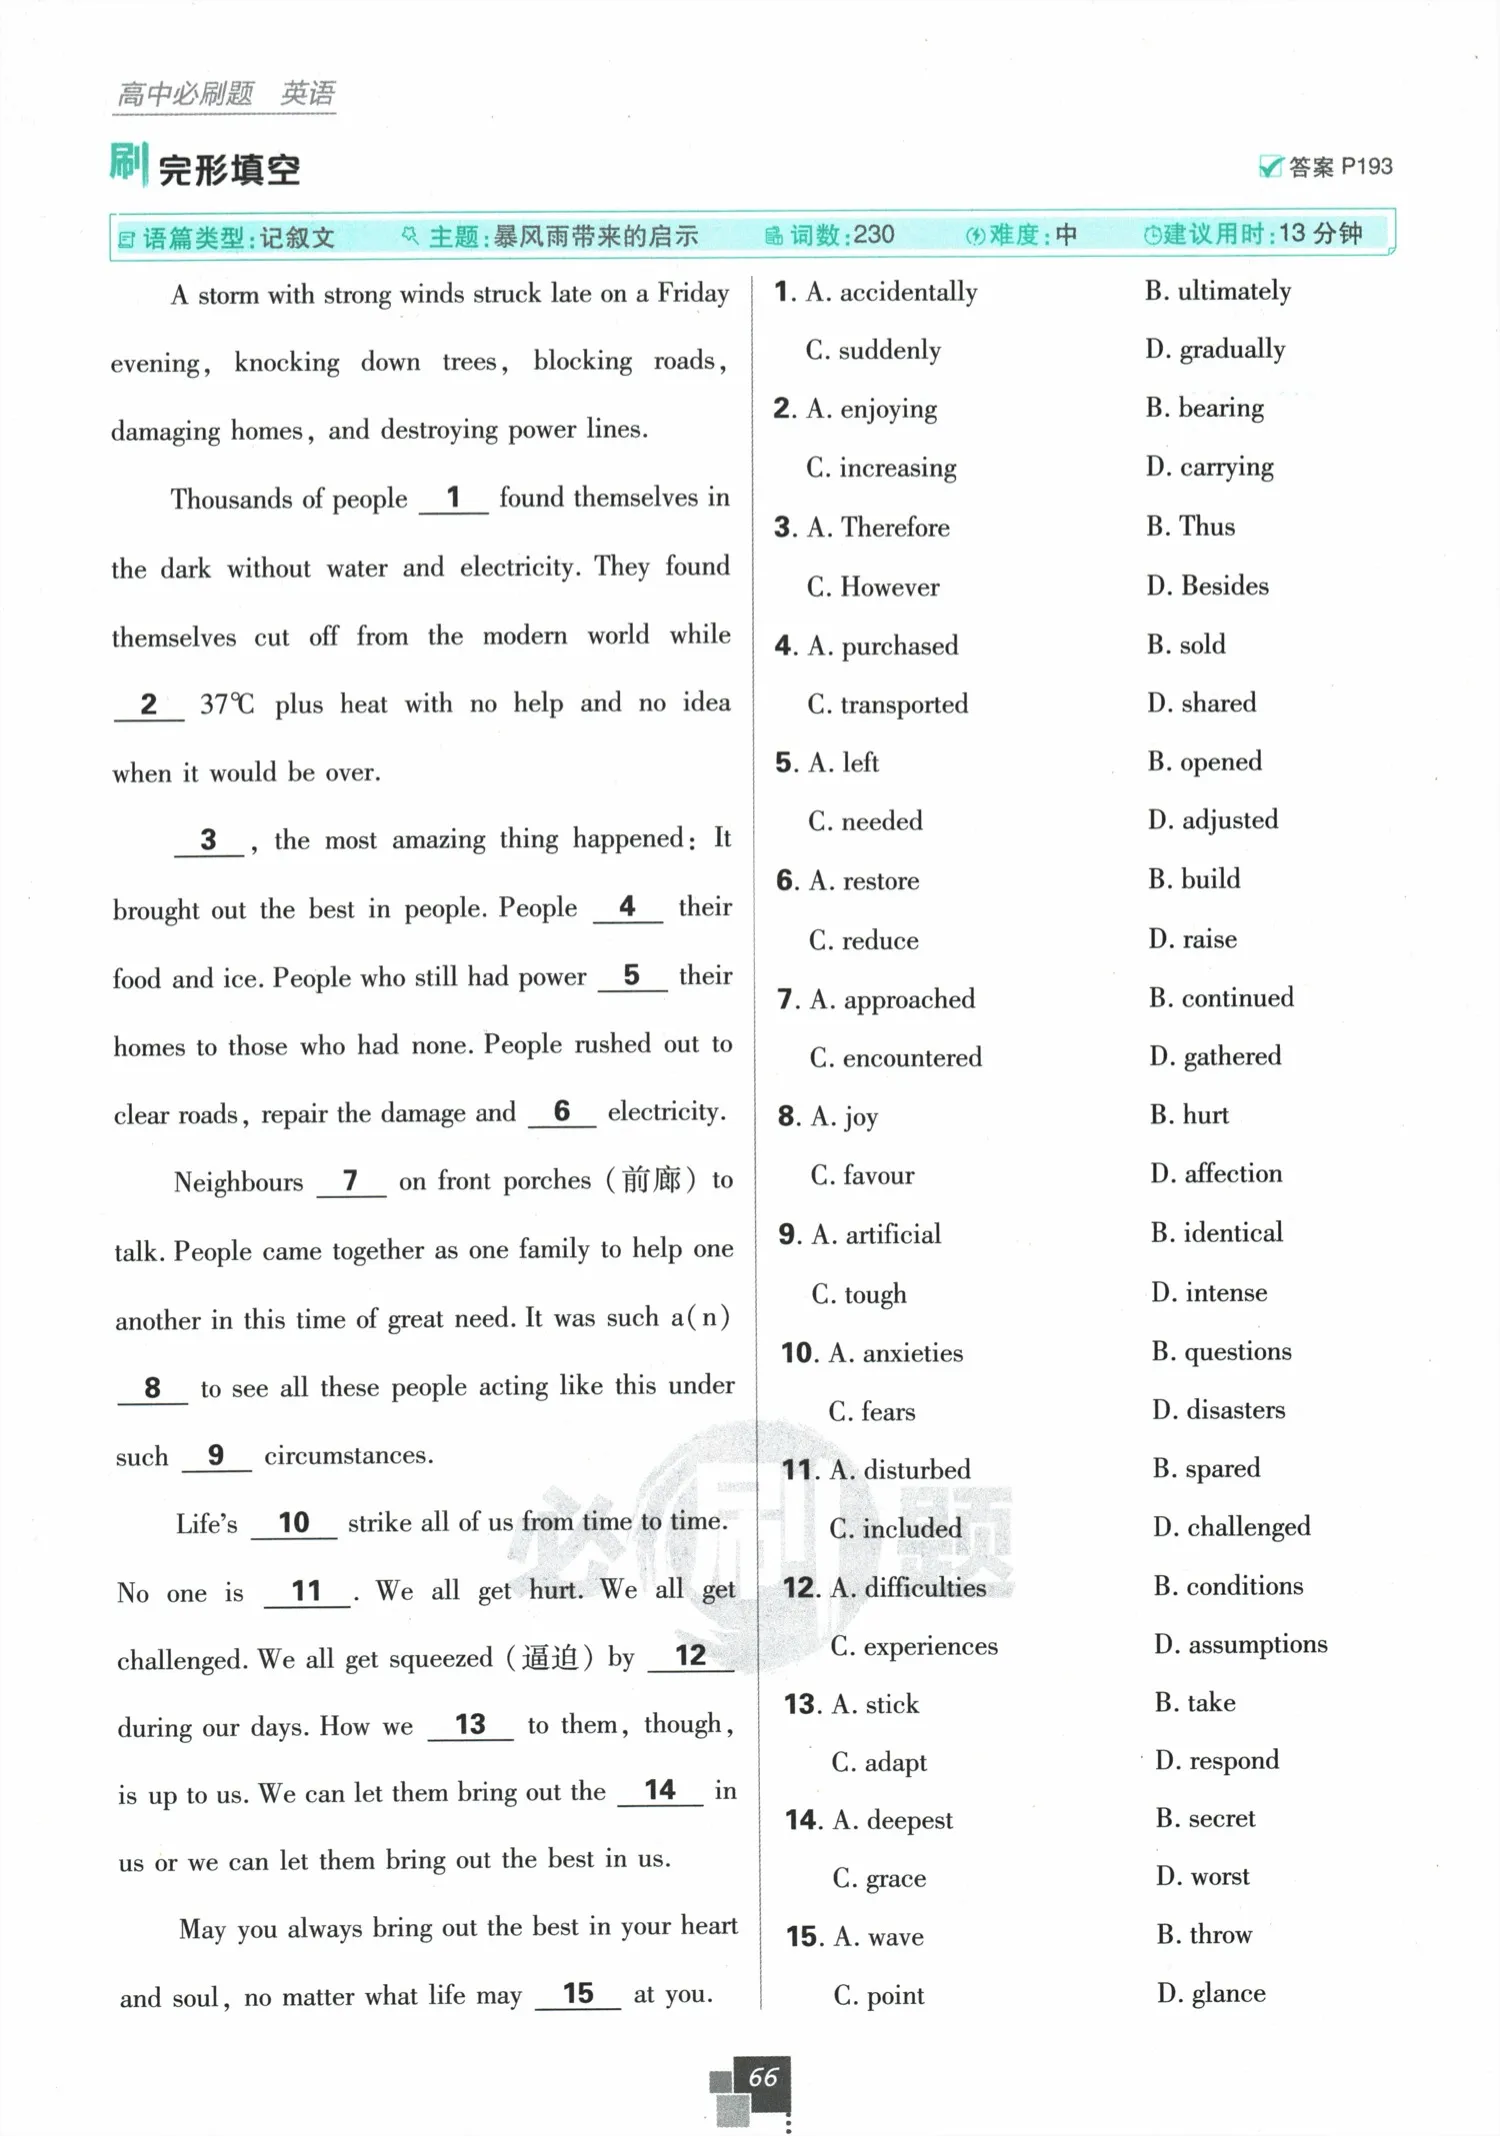 高中必刷题 英语
刷 完形填空
答案 P193
语篇类型:记叙文 主题:暴风雨带来的启示 词数:230 难度:中 建议用时:13 分钟
A storm with strong winds struck late on a Friday
evening, knocking down trees, blocking roads,
damaging homes, and destroying power lines.
Thousands of people 1 found themselves in
the dark without water and electricity. They found
themselves cut off from the modern world while
2 37℃ plus heat with no help and no idea
when it would be over.
3 , the most amazing thing happened: It
brought out the best in people. People 4 their
food and ice. People who still had power 5 their
homes to those who had none. People rushed out to
clear roads, repair the damage and 6 electricity.
Neighbours 7 on front porches (前廊) to
talk. People came together as one family to help one
another in this time of great need. It was such a(n)
8 to see all these people acting like this under
such 9 circumstances.
Life's 10 strike all of us from time to time.
No one is 11 . We all get hurt. We all get
challenged. We all get squeezed (逼迫) by 12
during our days. How we 13 to them, though,
is up to us. We can let them bring out the 14 in
us or we can let them bring out the best in us.
May you always bring out the best in your heart
and soul, no matter what life may 15 at you.
1. A. accidentally B. ultimately
C. suddenly D. gradually
2. A. enjoying B. bearing
C. increasing D. carrying
3. A. Therefore B. Thus
C. However D. Besides
4. A. purchased B. sold
C. transported D. shared
5. A. left B. opened
C. needed D. adjusted
6. A. restore B. build
C. reduce D. raise
7. A. approached B. continued
C. encountered D. gathered
8. A. joy B. hurt
C. favour D. affection
9. A. artificial B. identical
C. tough D. intense
10. A. anxieties B. questions
C. fears D. disasters
11. A. disturbed B. spared
C. included D. challenged
12. A. difficulties B. conditions
C. experiences D. assumptions
13. A. stick B. take
C. adapt D. respond
14. A. deepest B. secret
C. grace D. worst
15. A. wave B. throw
C. point D. glance
必刷题
66